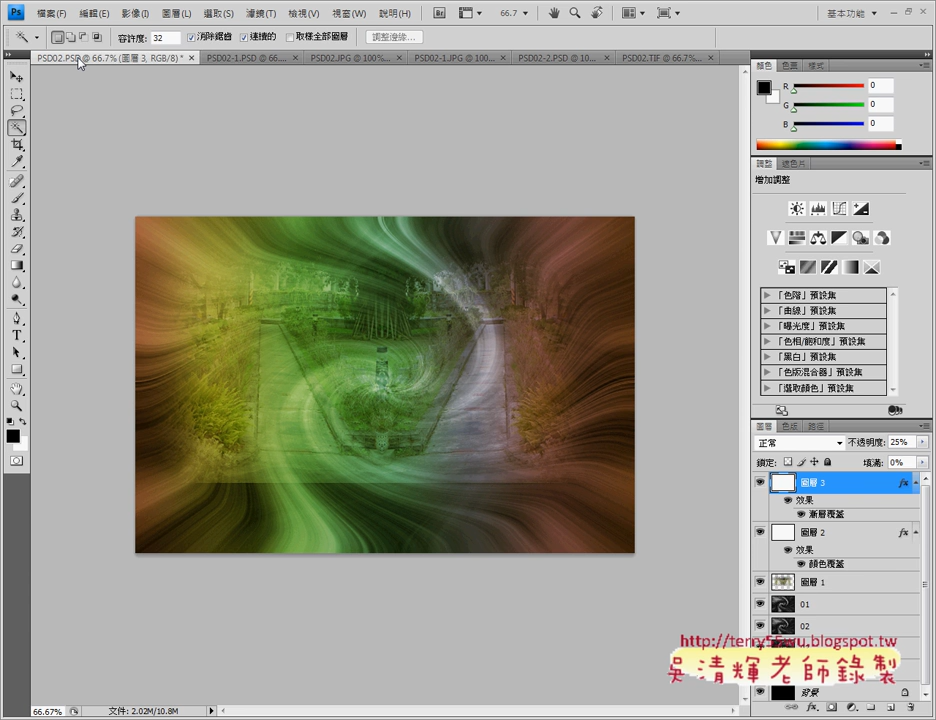 Ps 檔案(F) 編輯(E) 影像(I) 圖層(L) 選取(S) 濾鏡(T) 檢視(V) 視窗(W) 說明(H) Br 66.7 基本功能
容許度: 32 消除鋸齒 連續的 取樣全部圖層 調整邊緣...
PSD02.PSD @ 66.7% (圖層 3, RGB/8) * PSD02-1.PSD @ 66.... PSD02.JPG @ 100%... PSD02-1.JPG @ 100... PSD02-2.PSD @ 10... PSD02.TIF @ 66.7%...
顏色 色票 樣式
R 0
G 0
B 0
調整 遮色片
增加調整
「色階」預設集
「曲線」預設集
「曝光度」預設集
「色相/飽和度」預設集
「黑白」預設集
「色版混合器」預設集
「選取顏色」預設集
圖層 色版 路徑
正常 不透明度: 25%
鎖定: 填滿: 0%
圖層 3 fx
效果
漸層覆蓋
圖層 2 fx
效果
顏色覆蓋
圖層 1
01
02
http://terry55wu.blogspot.tw
吳清輝老師錄製
背景
66.67% 文件: 2.02M/10.8M